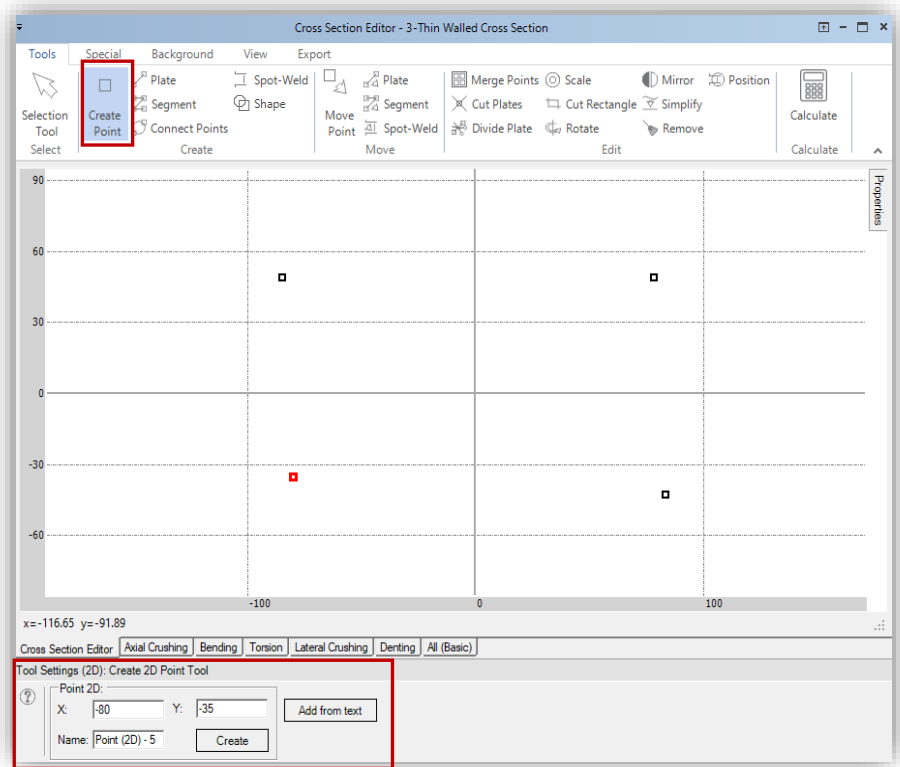 Cross Section Editor - 3-Thin Walled Cross Section
Tools Special Background View Export
Selection Tool
Select
Create Point
Plate
Segment
Connect Points
Spot-Weld
Shape
Create
Move Point
Plate
Segment
Spot-Weld
Move
Merge Points
Cut Plates
Divide Plate
Scale
Cut Rectangle
Rotate
Mirror
Simplify
Remove
Position
Edit
Calculate
Calculate
Properties
90
60
30
0
-30
-60
-100 0 100
x=-116.65 y=-91.89
Cross Section Editor Axial Crushing Bending Torsion Lateral Crushing Denting All (Basic)
Tool Settings (2D): Create 2D Point Tool
Point 2D:
X: -80 Y: -35 Add from text
Name: Point (2D) - 5 Create